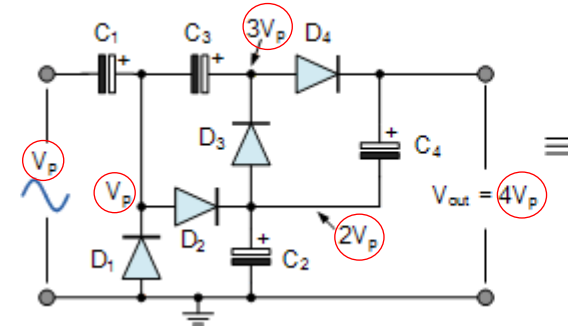 C₁
C₃
3Vₚ
D₄
+
+
Vₚ
D₃
+
C₄
≡
Vₚ
Vout = 4Vₚ
D₂
2Vₚ
D₁
+
C₂